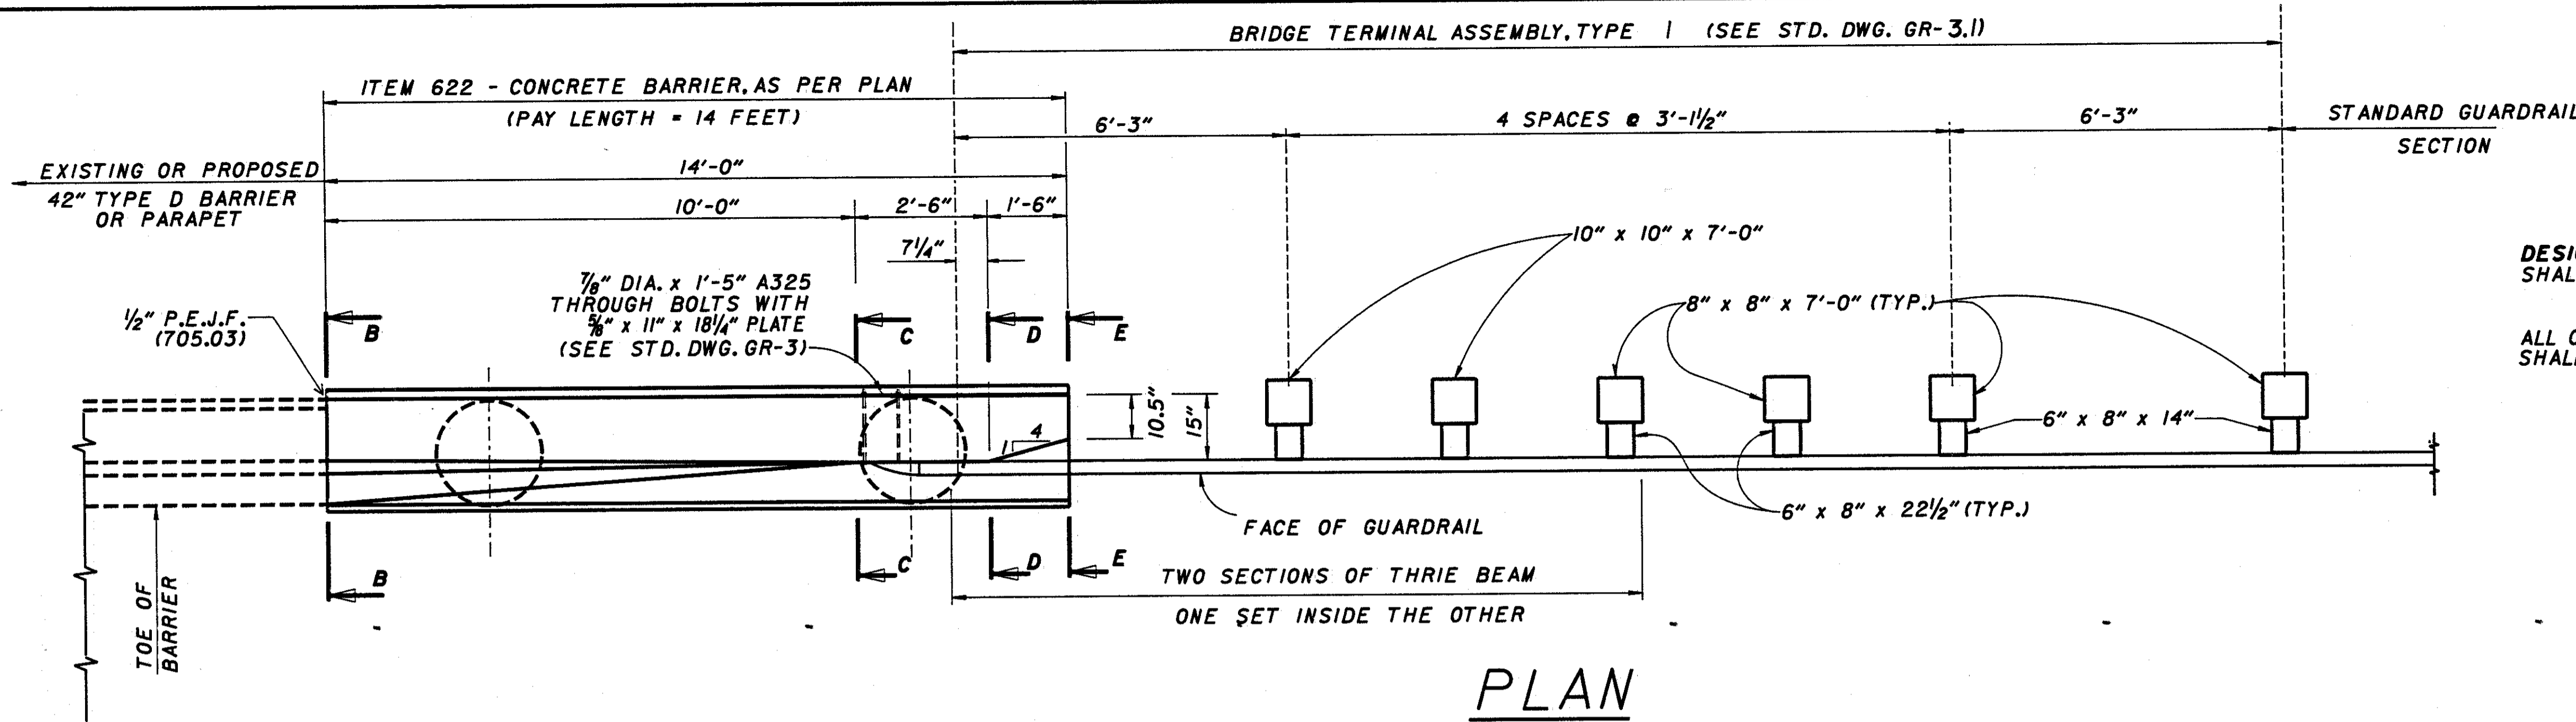 BRIDGE TERMINAL ASSEMBLY, TYPE 1 (SEE STD. DWG. GR-3.1)
ITEM 622 - CONCRETE BARRIER, AS PER PLAN
(PAY LENGTH = 14 FEET)
6'-3"
4 SPACES @ 3'-1½"
6'-3"
STANDARD GUARDRAIL
SECTION
EXISTING OR PROPOSED
42" TYPE D BARRIER
OR PARAPET
14'-0"
10'-0"
2'-6"
1'-6"
7¼"
10" x 10" x 7'-0"
DESI
SHAL
⅞" DIA. x 1'-5" A325
THROUGH BOLTS WITH
⅝" x 11" x 18¼" PLATE
(SEE STD. DWG. GR-3)
½" P.E.J.F.
(705.03)
B
C
D
E
8" x 8" x 7'-0" (TYP.)
ALL
SHAL
10.5"
15"
4
1
6" x 8" x 14"
6" x 8" x 22½" (TYP.)
FACE OF GUARDRAIL
B
C
D
E
TWO SECTIONS OF THRIE BEAM
ONE SET INSIDE THE OTHER
TOE OF
BARRIER
PLAN